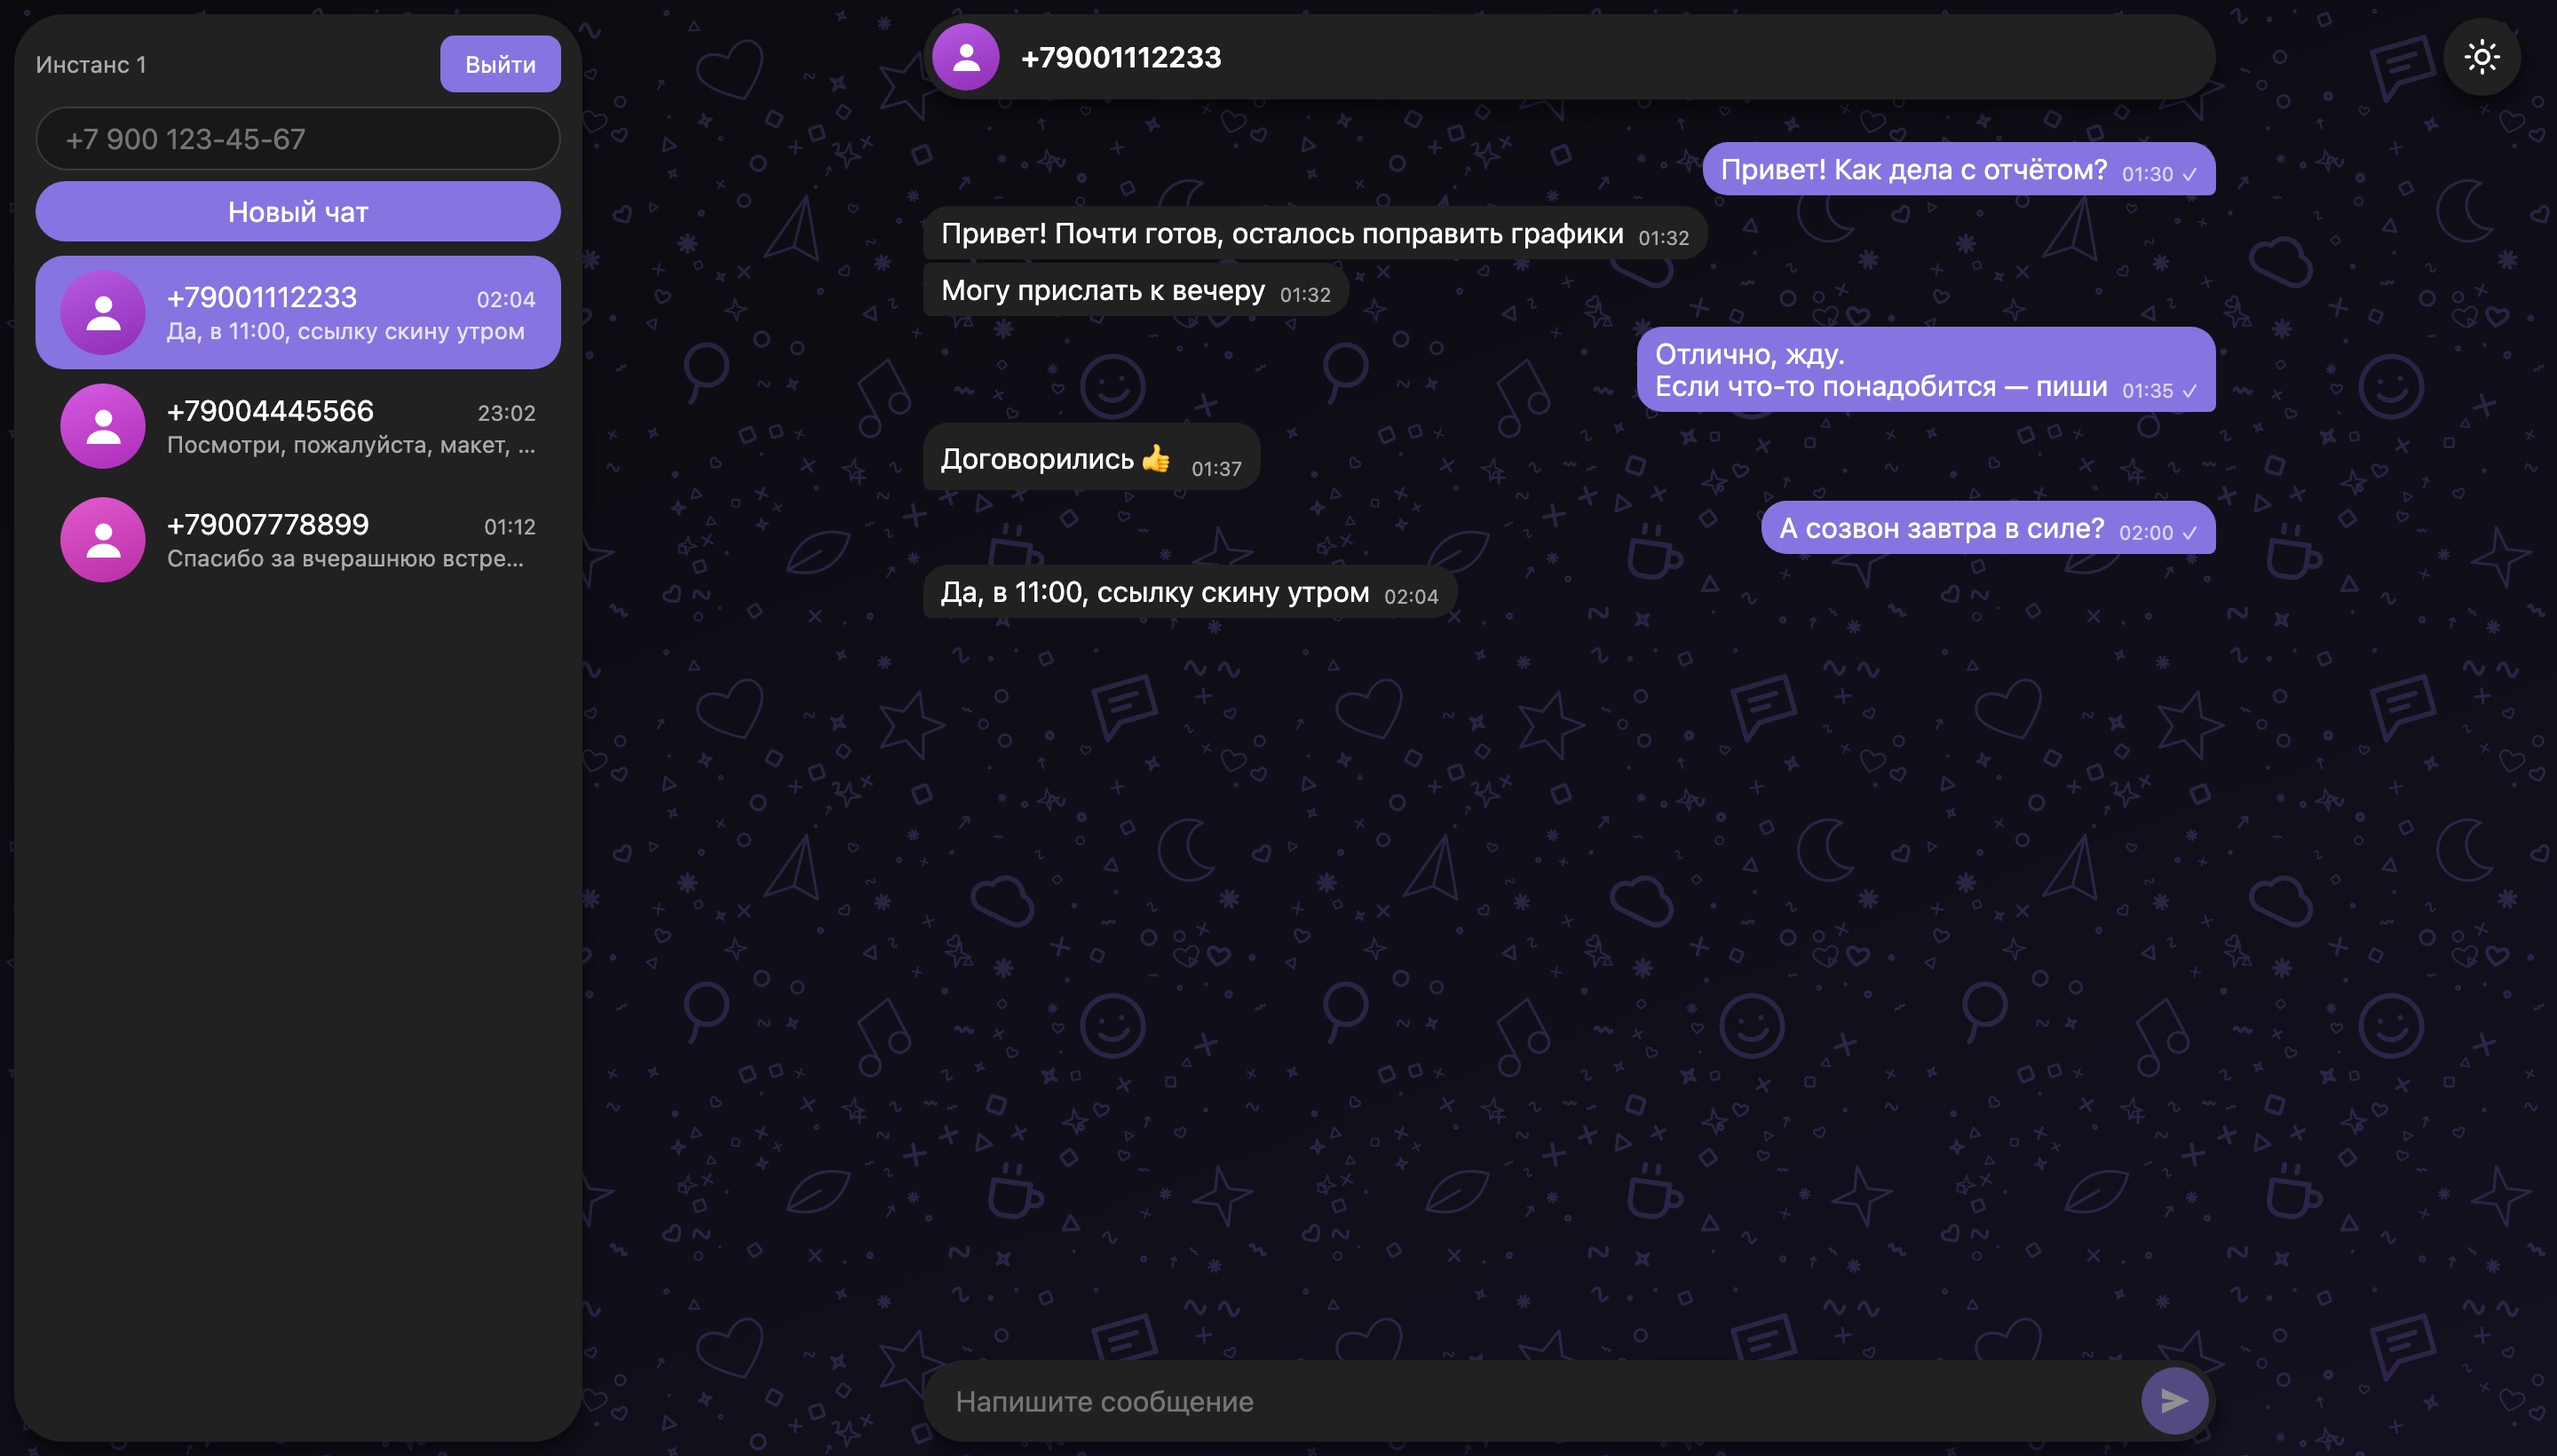 Инстанс 1
Выйти
+7 900 123-45-67
Новый чат
+79001112233 02:04
Да, в 11:00, ссылку скину утром
+79004445566 23:02
Посмотри, пожалуйста, макет, ...
+79007778899 01:12
Спасибо за вчерашнюю встре...
+79001112233
Привет! Как дела с отчётом? 01:30 ✓
Привет! Почти готов, осталось поправить графики 01:32
Могу прислать к вечеру 01:32
Отлично, жду.
Если что-то понадобится — пиши 01:35 ✓
Договорились 👍 01:37
А созвон завтра в силе? 02:00 ✓
Да, в 11:00, ссылку скину утром 02:04
Напишите сообщение